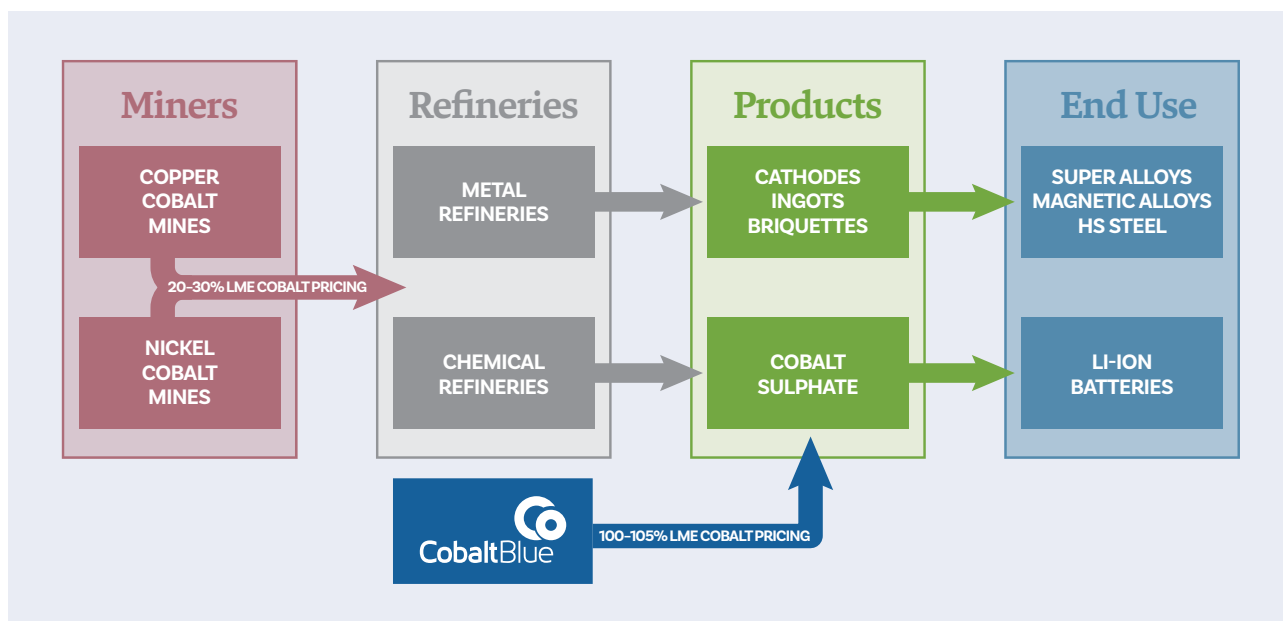 Miners
COPPER
COBALT
MINES
20–30% LME COBALT PRICING
NICKEL
COBALT
MINES
Refineries
METAL
REFINERIES
CHEMICAL
REFINERIES
Products
CATHODES
INGOTS
BRIQUETTES
COBALT
SULPHATE
End Use
SUPER ALLOYS
MAGNETIC ALLOYS
HS STEEL
LI-ION
BATTERIES
Co
CobaltBlue
100–105% LME COBALT PRICING